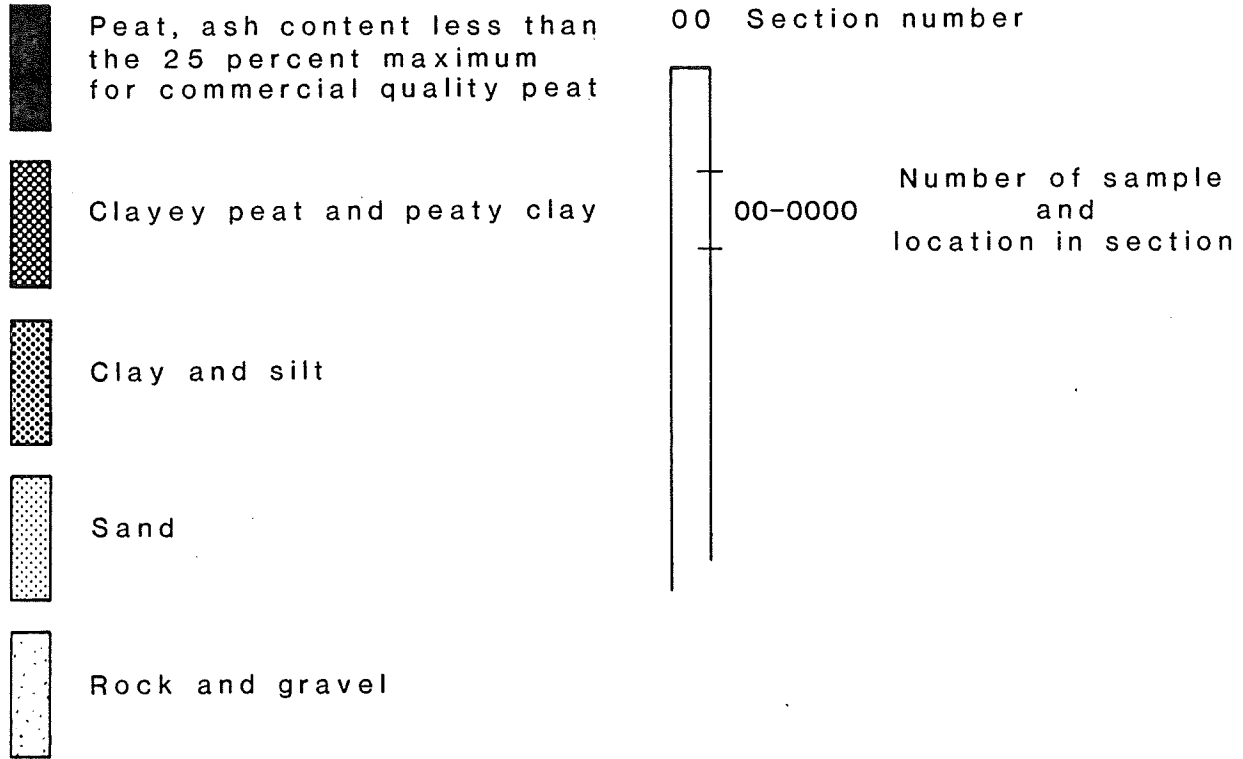 Peat, ash content less than
the 25 percent maximum
for commercial quality peat
Clayey peat and peaty clay
Clay and silt
Sand
Rock and gravel
00 Section number
00-0000
Number of sample
and
location in section